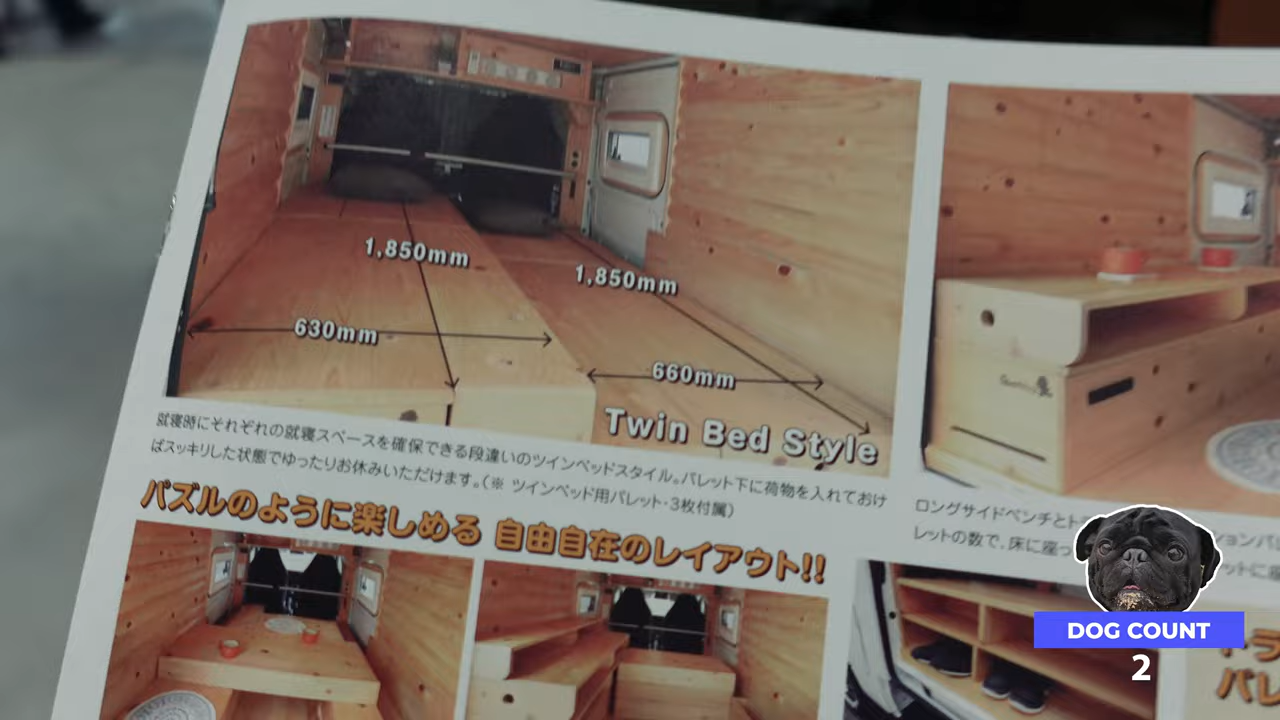 1,850mm
1,850mm
630mm
660mm
Twin Bed Style
就寝時にそれぞれの就寝スペースを確保できる段違いのツインベッドスタイル。パレット下に荷物を入れておけ
ばスッキリした状態でゆったりお休みいただけます。(※ ツインベッド用パレット・3枚付属)
パズルのように楽しめる 自由自在のレイアウト!!
ロングサイドベンチと
レットの数で、床に座っ
DOG COUNT
2